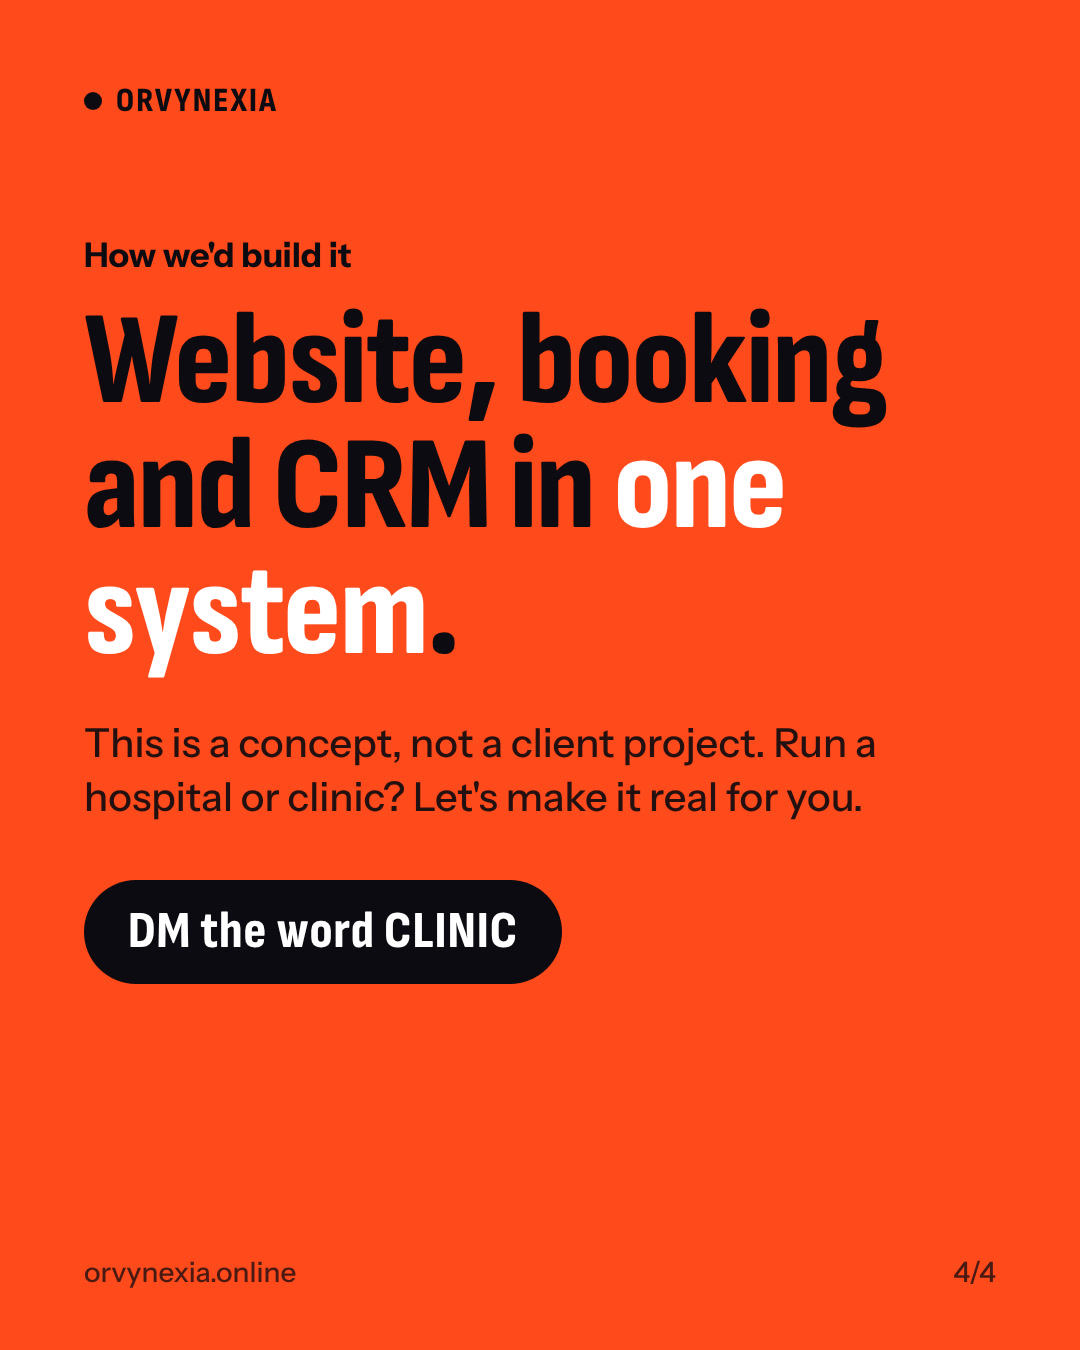 ORVYNEXIA
How we'd build it
Website, booking
and CRM in one
system.
This is a concept, not a client project. Run a
hospital or clinic? Let's make it real for you.
DM the word CLINIC
orvynexia.online
4/4